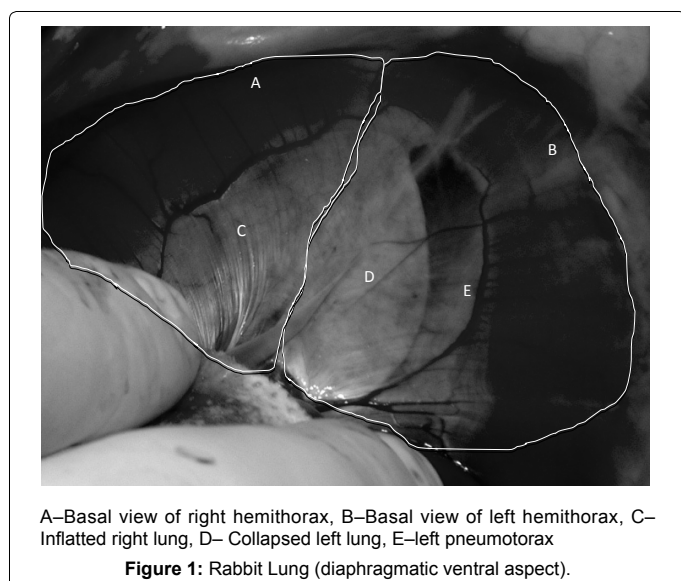 A
B
C
D
E
A–Basal view of right hemithorax, B–Basal view of left hemithorax, C–
Inflatted right lung, D– Collapsed left lung, E–left pneumotorax
Figure 1: Rabbit Lung (diaphragmatic ventral aspect).